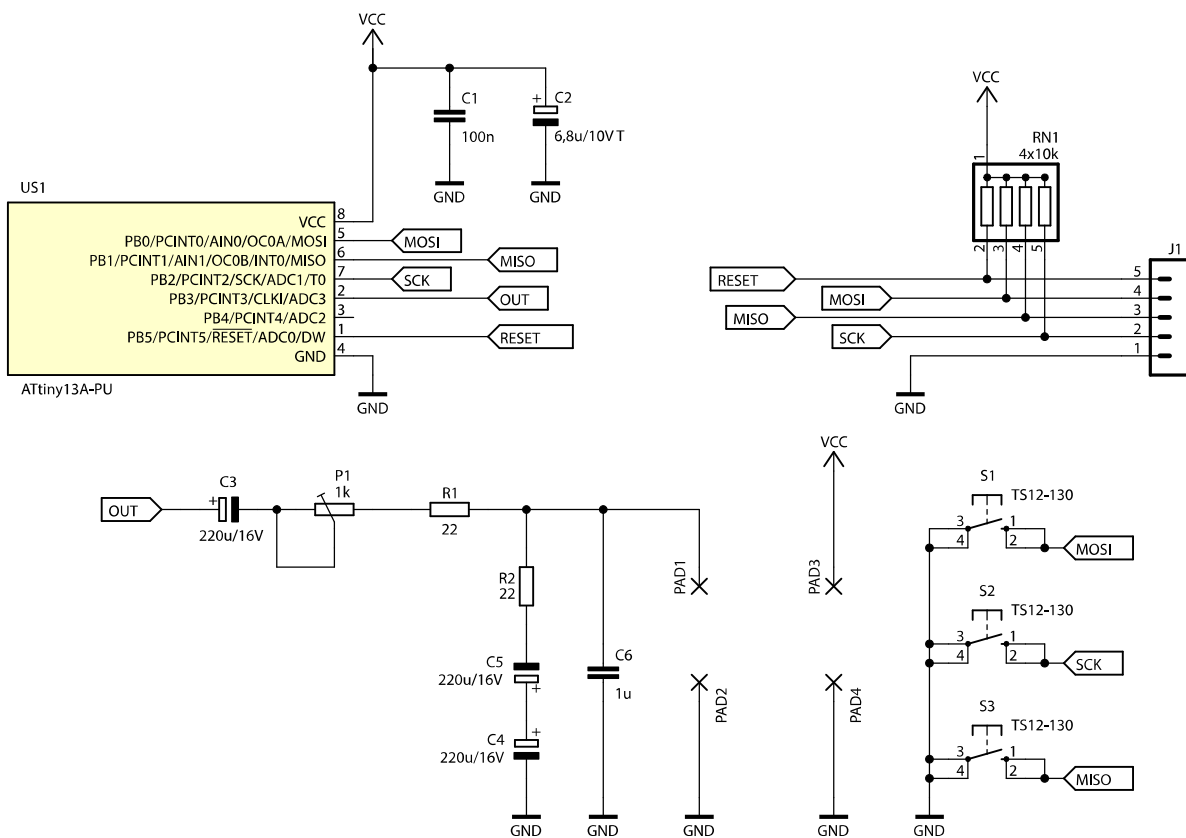 VCC
C1
100n
GND
+
C2
6,8u/10V T
GND
US1
VCC
8
PB0/PCINT0/AIN0/OC0A/MOSI
5
MOSI
PB1/PCINT1/AIN1/OC0B/INT0/MISO
6
MISO
PB2/PCINT2/SCK/ADC1/T0
7
SCK
PB3/PCINT3/CLKI/ADC3
2
OUT
PB4/PCINT4/ADC2
3
PB5/PCINT5/RESET/ADC0/DW
1
RESET
GND
4
ATtiny13A-PU
GND
VCC
RN1
4x10k
1
2
3
4
5
J1
RESET
5
MOSI
4
MISO
3
SCK
2
1
GND
OUT
+
C3
220u/16V
P1
1k
R1
22
R2
22
C5
220u/16V
+
C4
220u/16V
+
GND
C6
1u
GND
PAD1
PAD2
GND
VCC
PAD3
PAD4
GND
S1
TS12-130
3
4
1
2
MOSI
S2
TS12-130
3
4
1
2
SCK
S3
TS12-130
3
4
1
2
MISO
GND